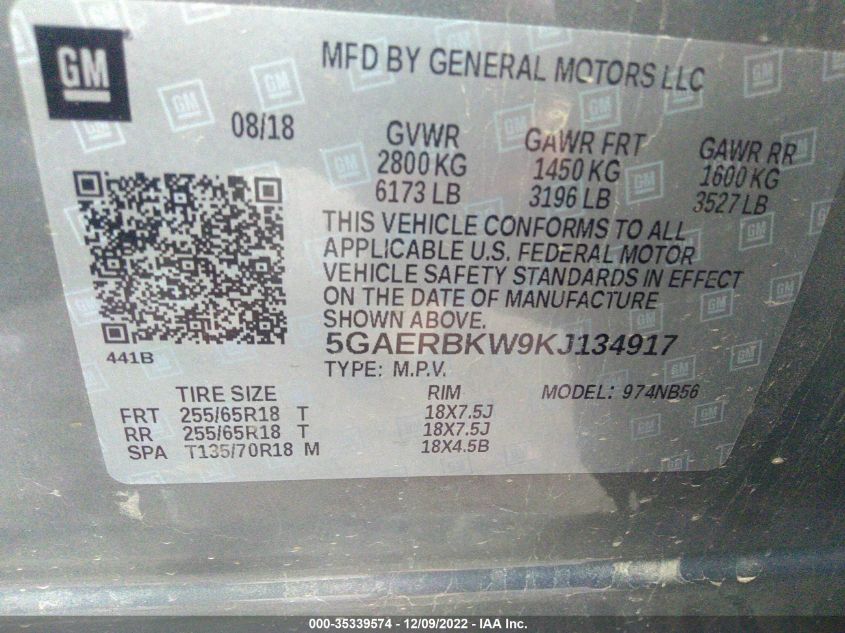 GM
MFD BY GENERAL MOTORS LLC
08/18
GVWR GAWR FRT GAWR RR
2800 KG 1450 KG 1600 KG
6173 LB 3196 LB 3527 LB
THIS VEHICLE CONFORMS TO ALL
APPLICABLE U.S. FEDERAL MOTOR
VEHICLE SAFETY STANDARDS IN EFFECT
ON THE DATE OF MANUFACTURE
SHOWN ABOVE.
5GAERBKW9KJ134917
441B
TYPE: M.P.V.
TIRE SIZE RIM MODEL: 974NB56
FRT 255/65R18 T 18X7.5J
RR 255/65R18 T 18X7.5J
SPA T135/70R18 M 18X4.5B
000-35339574 - 12/09/2022 - IAA Inc.